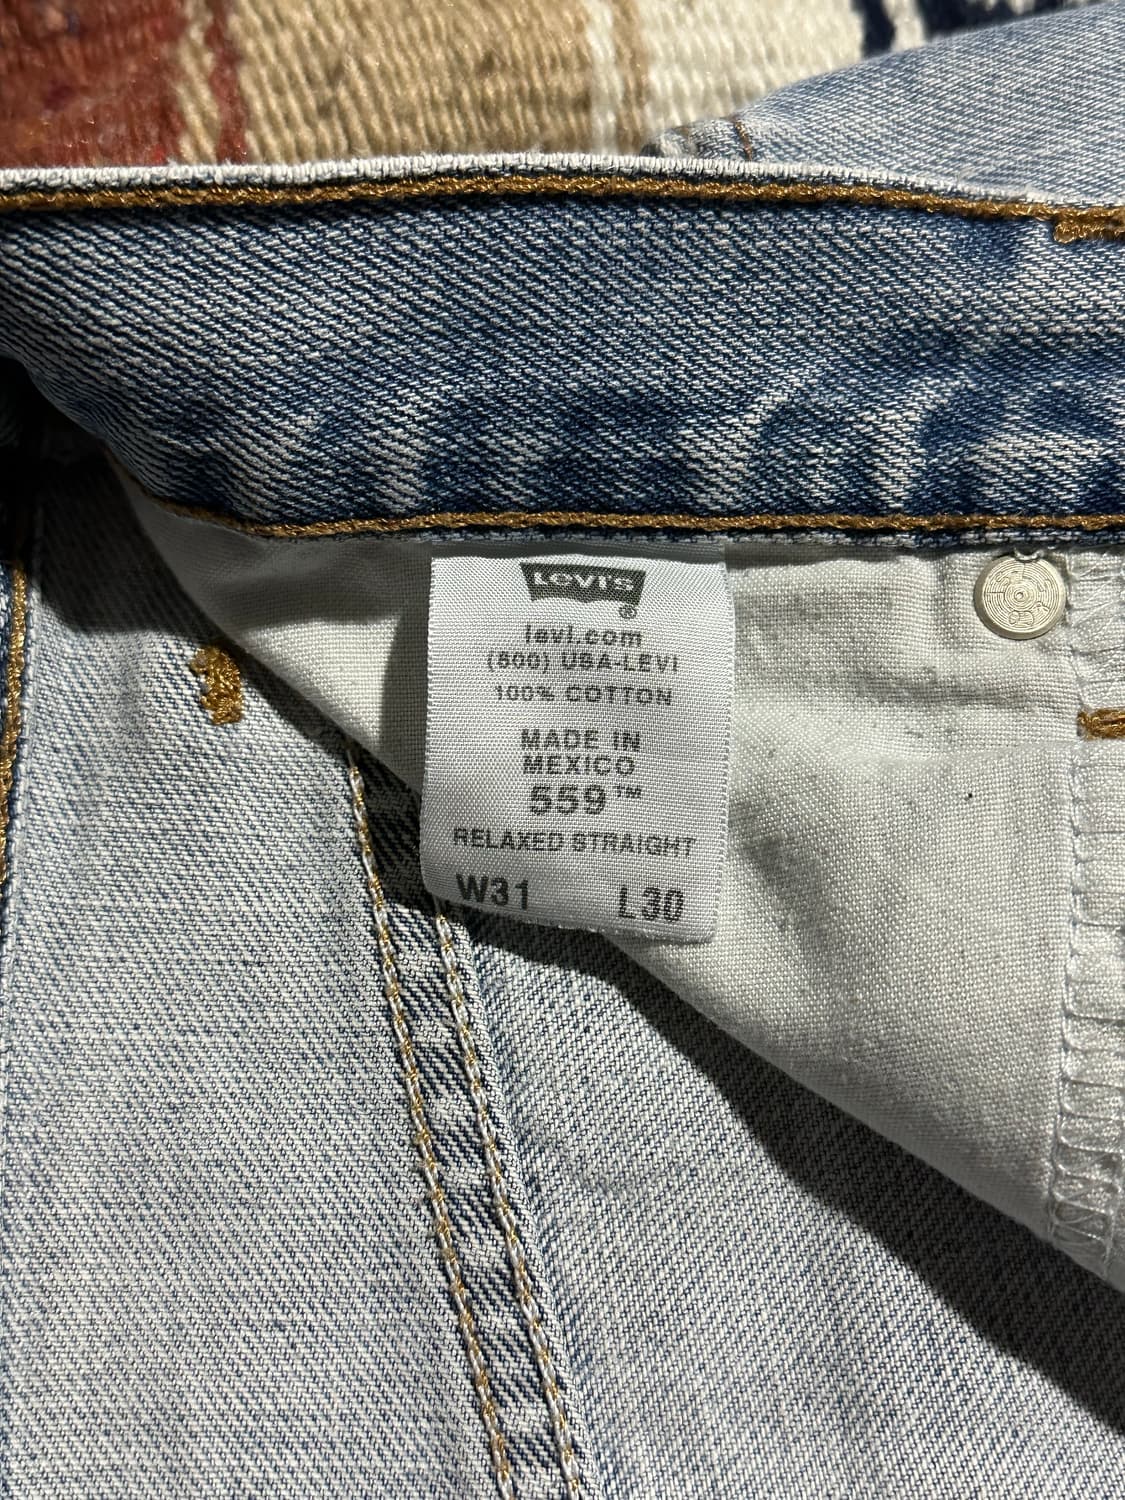 Levi's®
levi.com
(800) USA-LEVI
100% COTTON
MADE IN
MEXICO
559™
RELAXED STRAIGHT
W31 L30